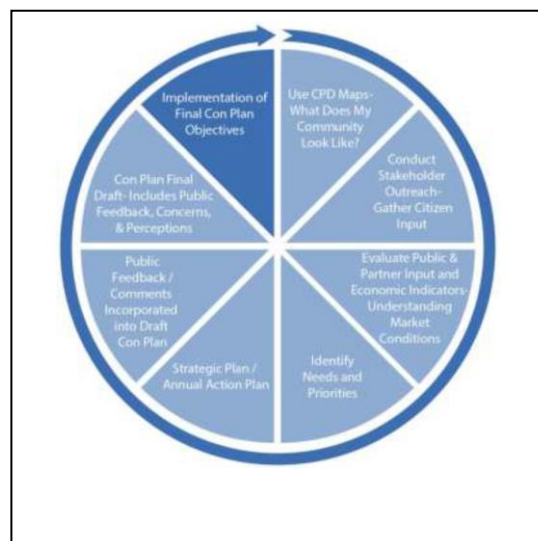 Use CPD Maps-
What Does My
Community
Look Like?
Conduct
Stakeholder
Outreach-
Gather Citizen
Input
Evaluate Public &
Partner Input and
Economic Indicators-
Understanding
Market
Conditions
Identify
Needs and
Priorities
Strategic Plan /
Annual Action Plan
Public
Feedback /
Comments
Incorporated
into Draft
Con Plan
Con Plan Final
Draft- Includes Public
Feedback, Concerns,
& Perceptions
Implementation of
Final Con Plan
Objectives